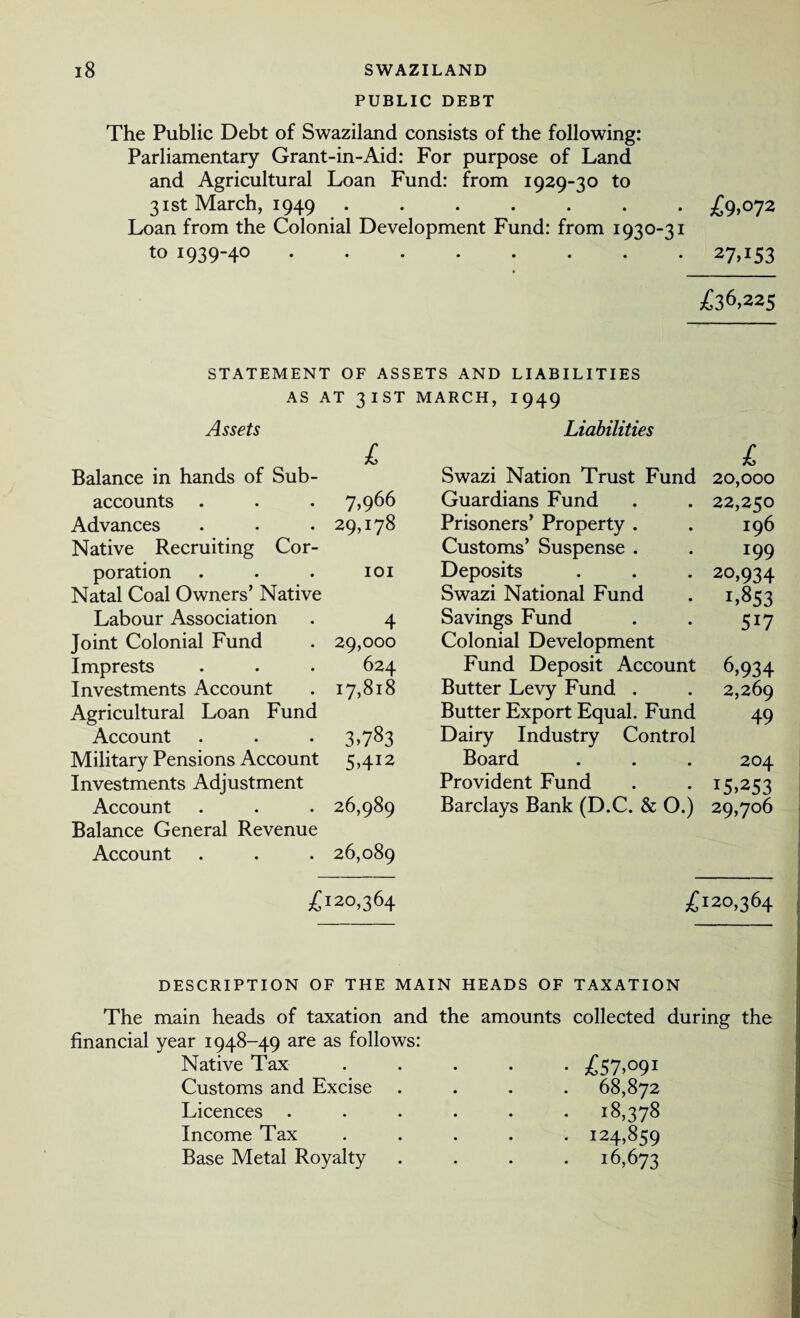 18 SWAZILAND
PUBLIC DEBT
The Public Debt of Swaziland consists of the following:
Parliamentary Grant-in-Aid: For purpose of Land
and Agricultural Loan Fund: from 1929-30 to
31st March, 1949 . . . . . . . £9,072
Loan from the Colonial Development Fund: from 1930-31
to 1939-40 . . . . . . . . 27,153
£36,225
STATEMENT OF ASSETS AND LIABILITIES
AS AT 31ST MARCH, 1949
Assets
£
Balance in hands of Sub-
accounts . . . 7,966
Advances . . . 29,178
Native Recruiting Cor-
poration . . . 101
Natal Coal Owners' Native
Labour Association . 4
Joint Colonial Fund . 29,000
Imprests . . . 624
Investments Account . 17,818
Agricultural Loan Fund
Account . . . 3,783
Military Pensions Account 5,412
Investments Adjustment
Account . . . 26,989
Balance General Revenue
Account . . . 26,089
£120,364
Liabilities
£
Swazi Nation Trust Fund 20,000
Guardians Fund . . 22,250
Prisoners' Property . . 196
Customs' Suspense . . 199
Deposits . . . 20,934
Swazi National Fund . 1,853
Savings Fund . . 517
Colonial Development
Fund Deposit Account 6,934
Butter Levy Fund . . 2,269
Butter Export Equal. Fund 49
Dairy Industry Control
Board . . . 204
Provident Fund . . 15,253
Barclays Bank (D.C. & O.) 29,706
£120,364
DESCRIPTION OF THE MAIN HEADS OF TAXATION
The main heads of taxation and the amounts collected during the
financial year 1948-49 are as follows:
Native Tax . . . . . £57,091
Customs and Excise . . . . 68,872
Licences . . . . . . 18,378
Income Tax . . . . . 124,859
Base Metal Royalty . . . . 16,673